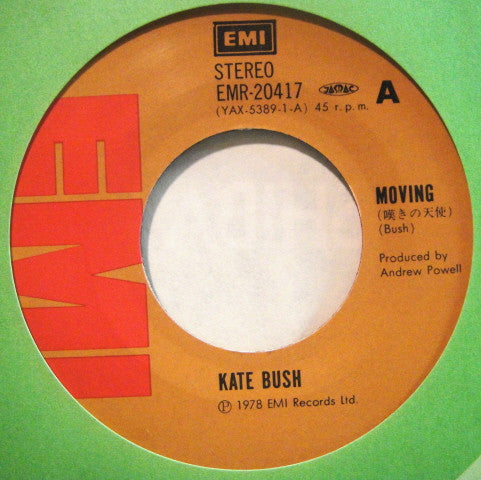 EMI
STEREO
EMR-20417 JASRAC A
(YAX-5389-1-A) 45 r.p.m.
EMI
MOVING
(嘆きの天使)
(Bush)
Produced by
Andrew Powell
KATE BUSH
Ⓟ 1978 EMI Records Ltd.